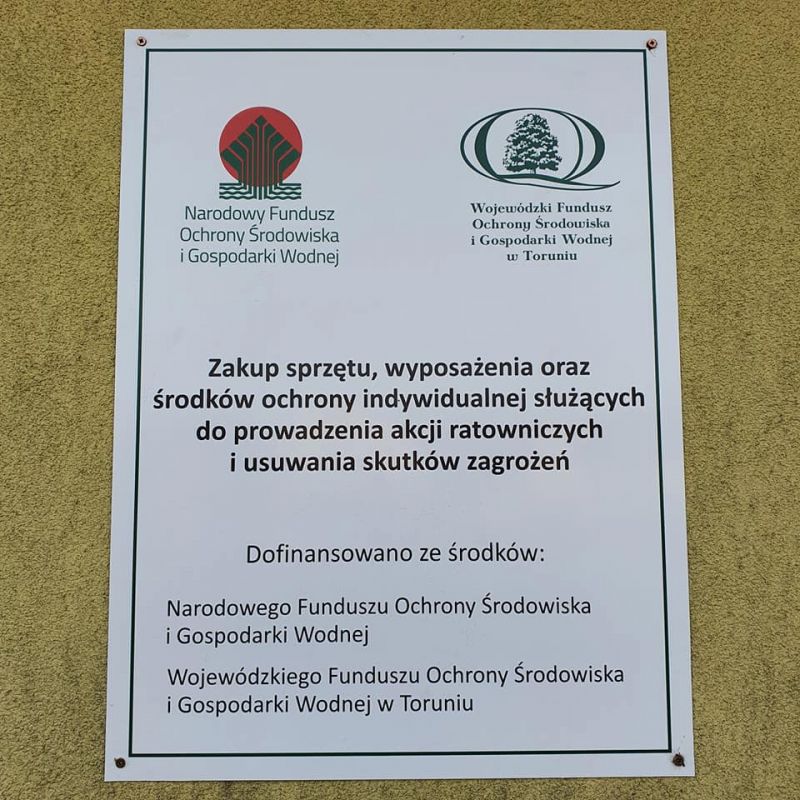 Narodowy Fundusz
Ochrony Środowiska
i Gospodarki Wodnej
Wojewódzki Fundusz
Ochrony Środowiska
i Gospodarki Wodnej
w Toruniu
Zakup sprzętu, wyposażenia oraz
środków ochrony indywidualnej służących
do prowadzenia akcji ratowniczych
i usuwania skutków zagrożeń
Dofinansowano ze środków:
Narodowego Funduszu Ochrony Środowiska
i Gospodarki Wodnej
Wojewódzkiego Funduszu Ochrony Środowiska
i Gospodarki Wodnej w Toruniu